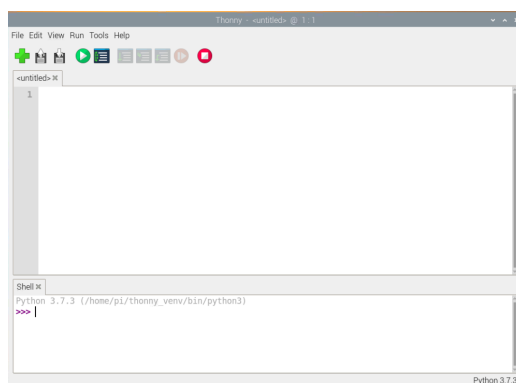 Thonny - <untitled> @ 1:1
File Edit View Run Tools Help
<untitled>
1
Shell
Python 3.7.3 (/home/pi/thonny_venv/bin/python3)
>>>
Python 3.7.3